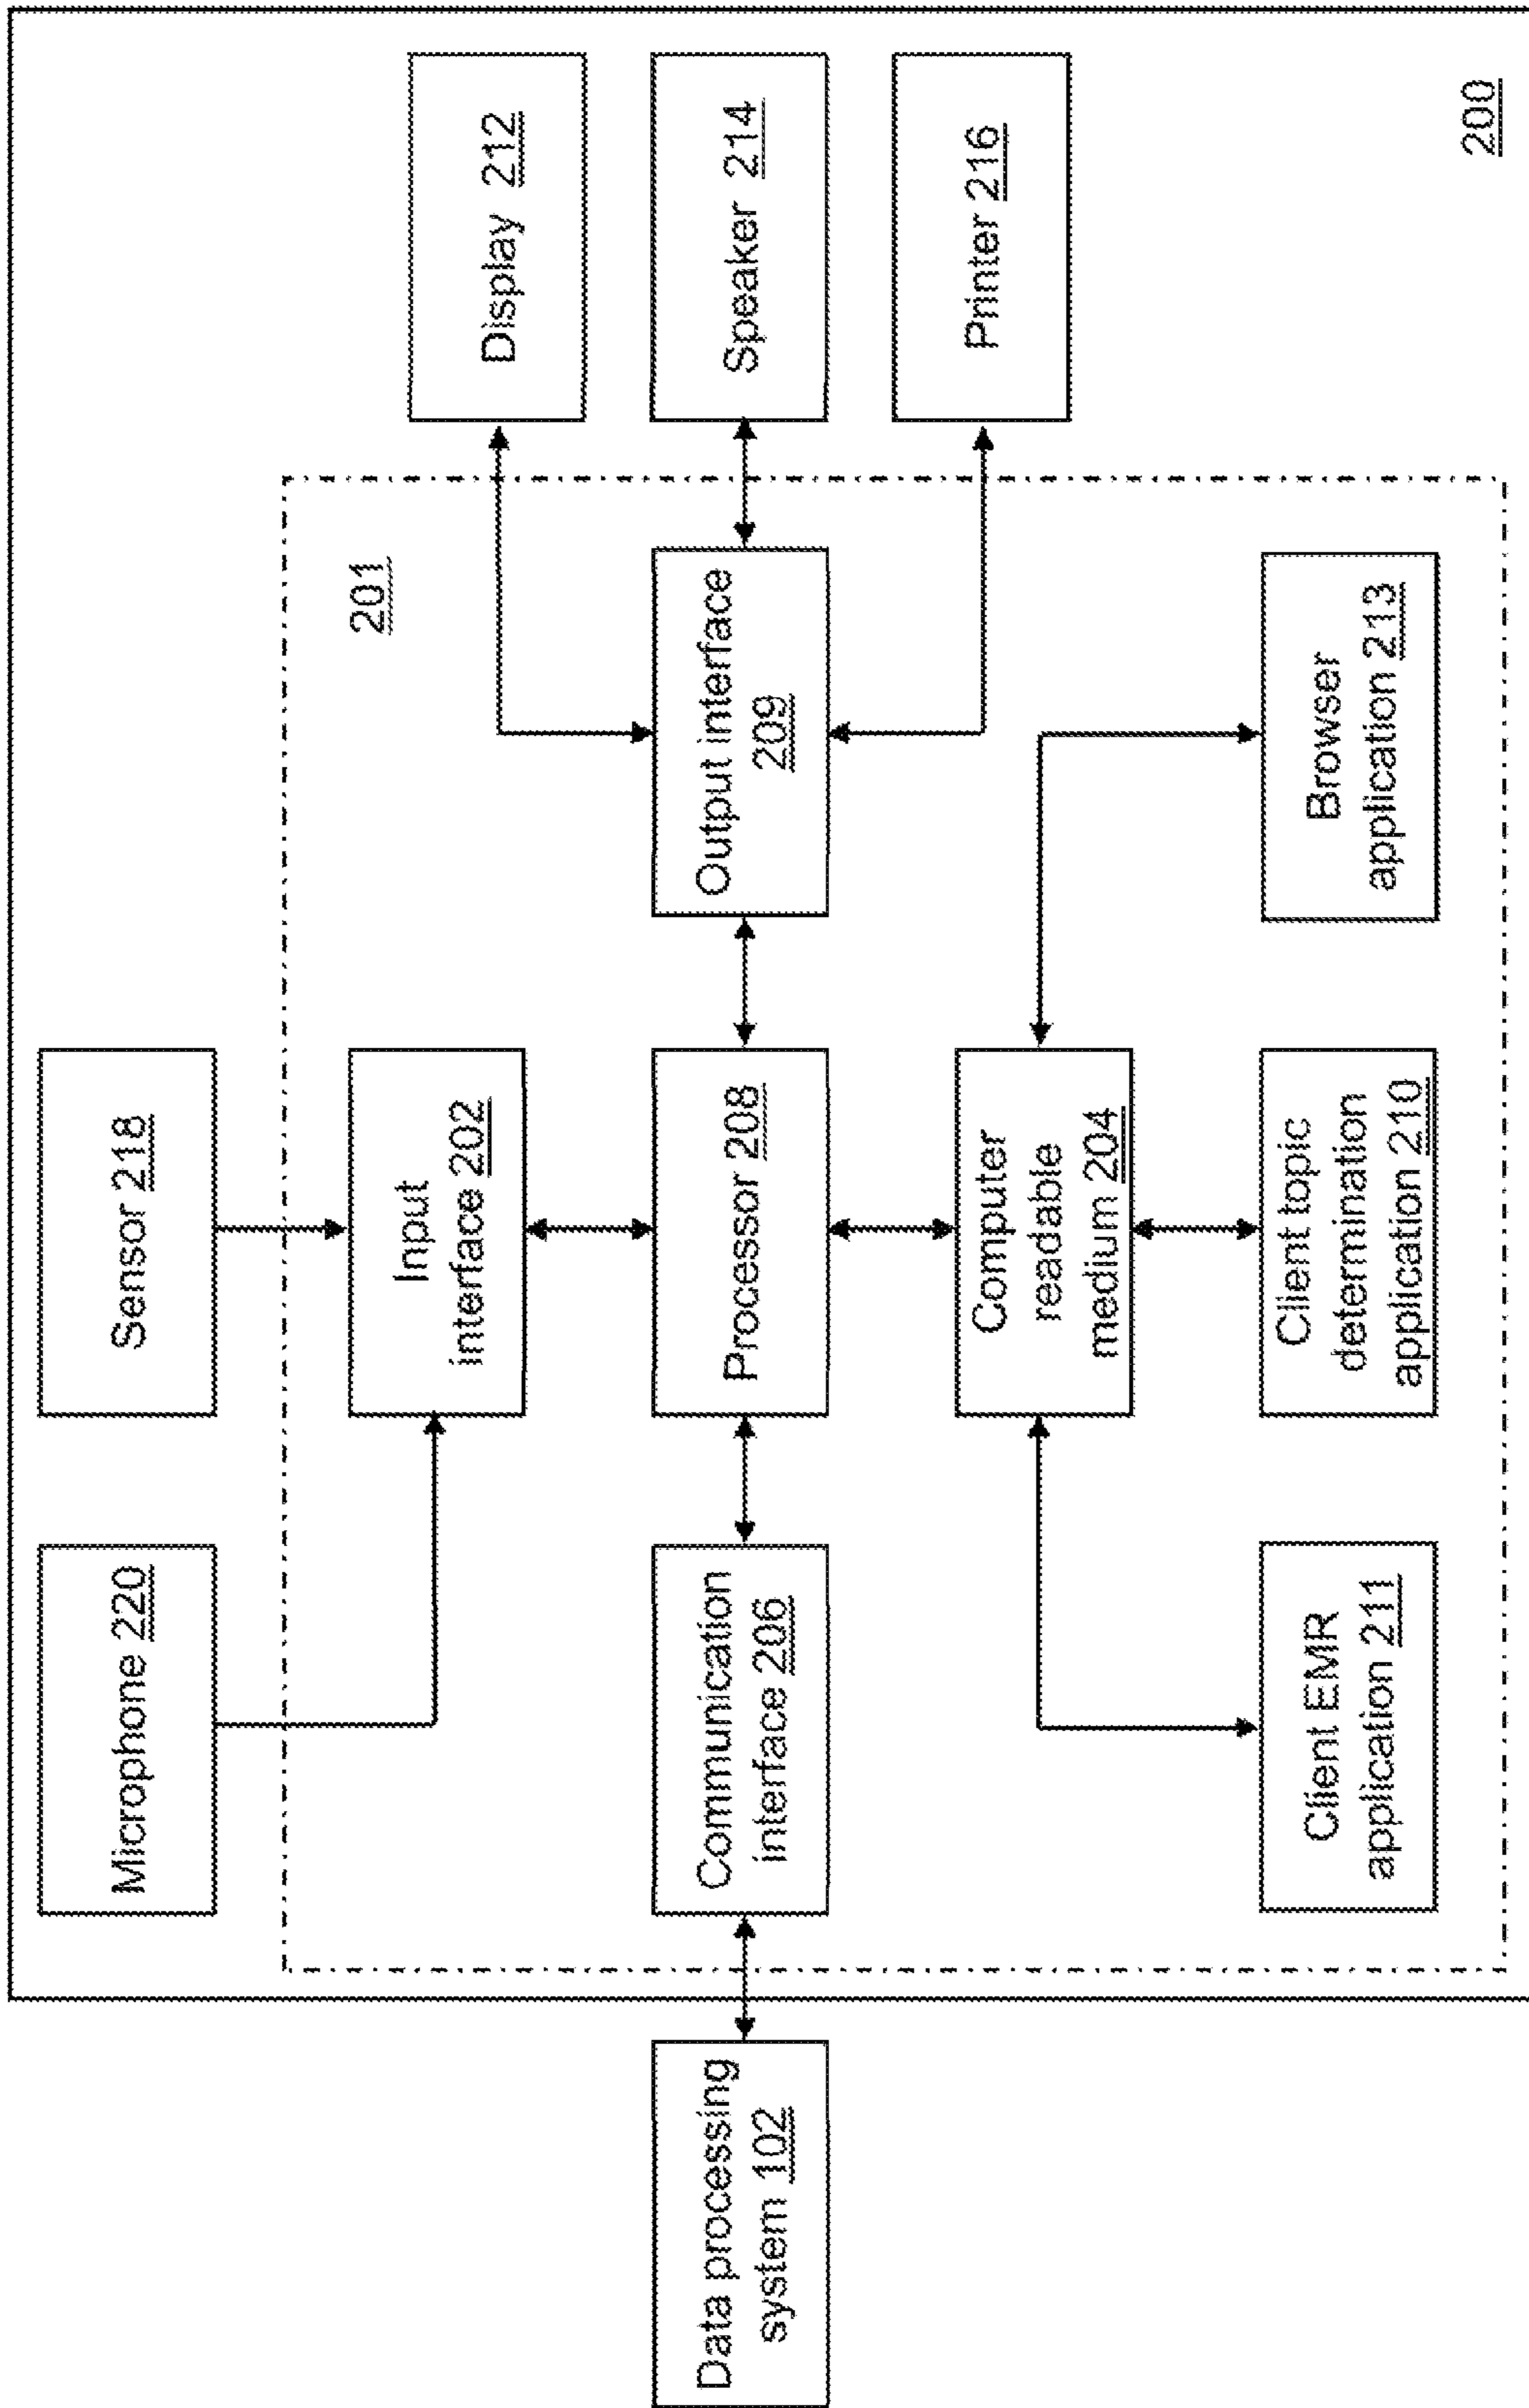 Microphone 220
Sensor 218
Input
interface 202
201
Display 212
Data processing
system 102
Communication
interface 206
Processor 208
Output interface
209
Speaker 214
Computer
readable
medium 204
Printer 216
Client EMR
application 211
Client topic
determination
application 210
Browser
application 213
200